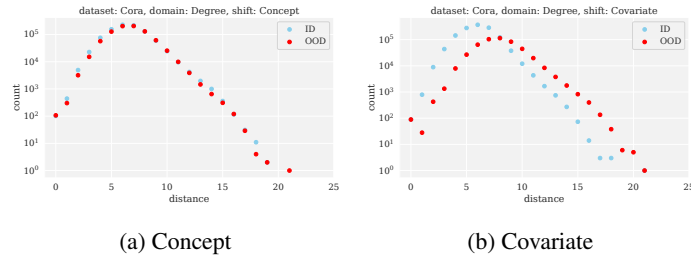 dataset: Cora, domain: Degree, shift: Concept
ID
OOD
count
10^5
10^4
10^3
10^2
10^1
10^0
0 5 10 15 20 25
distance
(a) Concept
dataset: Cora, domain: Degree, shift: Covariate
ID
OOD
count
10^5
10^4
10^3
10^2
10^1
10^0
0 5 10 15 20 25
distance
(b) Covariate